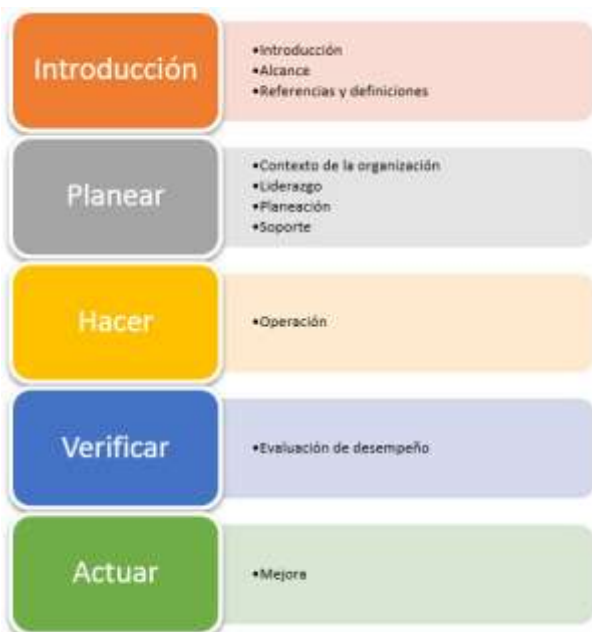 Introducción
•Introducción
•Alcance
•Referencias y definiciones
Planear
•Contexto de la organización
•Liderazgo
•Planeación
•Soporte
Hacer
•Operación
Verificar
•Evaluación de desempeño
Actuar
•Mejora